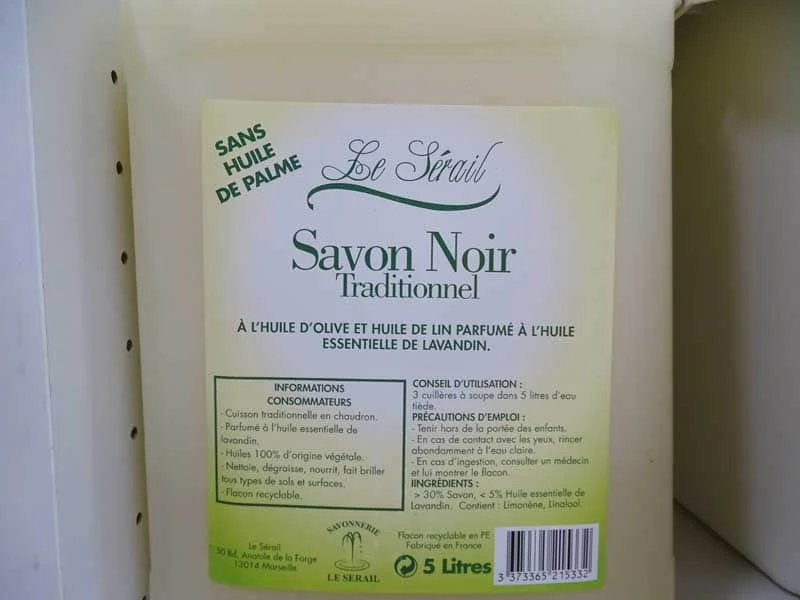 SANS
HUILE
DE PALME
Le Sérail
Savon Noir
Traditionnel
À L'HUILE D'OLIVE ET HUILE DE LIN PARFUMÉ À L'HUILE
ESSENTIELLE DE LAVANDIN.
INFORMATIONS
CONSOMMATEURS
- Cuisson traditionnelle en chaudron.
- Parfumé à l'huile essentielle de
lavandin.
- Huiles 100% d'origine végétale.
- Nettoie, dégraisse, nourrit, fait briller
tous types de sols et surfaces.
- Flacon recyclable.
CONSEIL D'UTILISATION :
3 cuillères à soupe dans 5 litres d'eau
tiède.
PRÉCAUTIONS D'EMPLOI :
- Tenir hors de la portée des enfants.
- En cas de contact avec les yeux, rincer
abondamment à l'eau claire.
- En cas d'ingestion, consulter un médecin
et lui montrer le flacon.
IINGRÉDIENTS :
> 30% Savon, < 5% Huile essentielle de
Lavandin. Contient : Limonène, Linalool.
Le Sérail
50 Bd. Anatole de la Forge
13014 Marseille
SAVONNERIE
LE SERAIL
Flacon recyclable en PE
Fabriqué en France
5 Litres
3 373365 215332